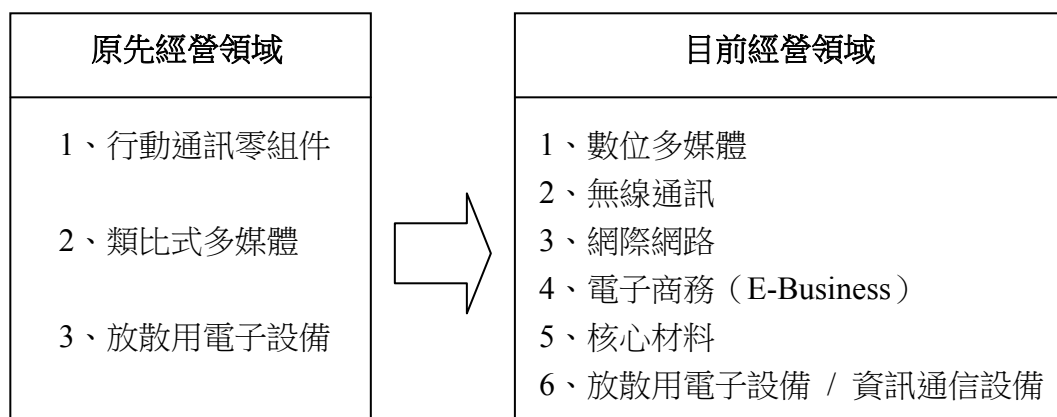 原先經營領域
1、行動通訊零組件
2、類比式多媒體
3、放散用電子設備
目前經營領域
1、數位多媒體
2、無線通訊
3、網際網路
4、電子商務（E-Business）
5、核心材料
6、放散用電子設備 / 資訊通信設備